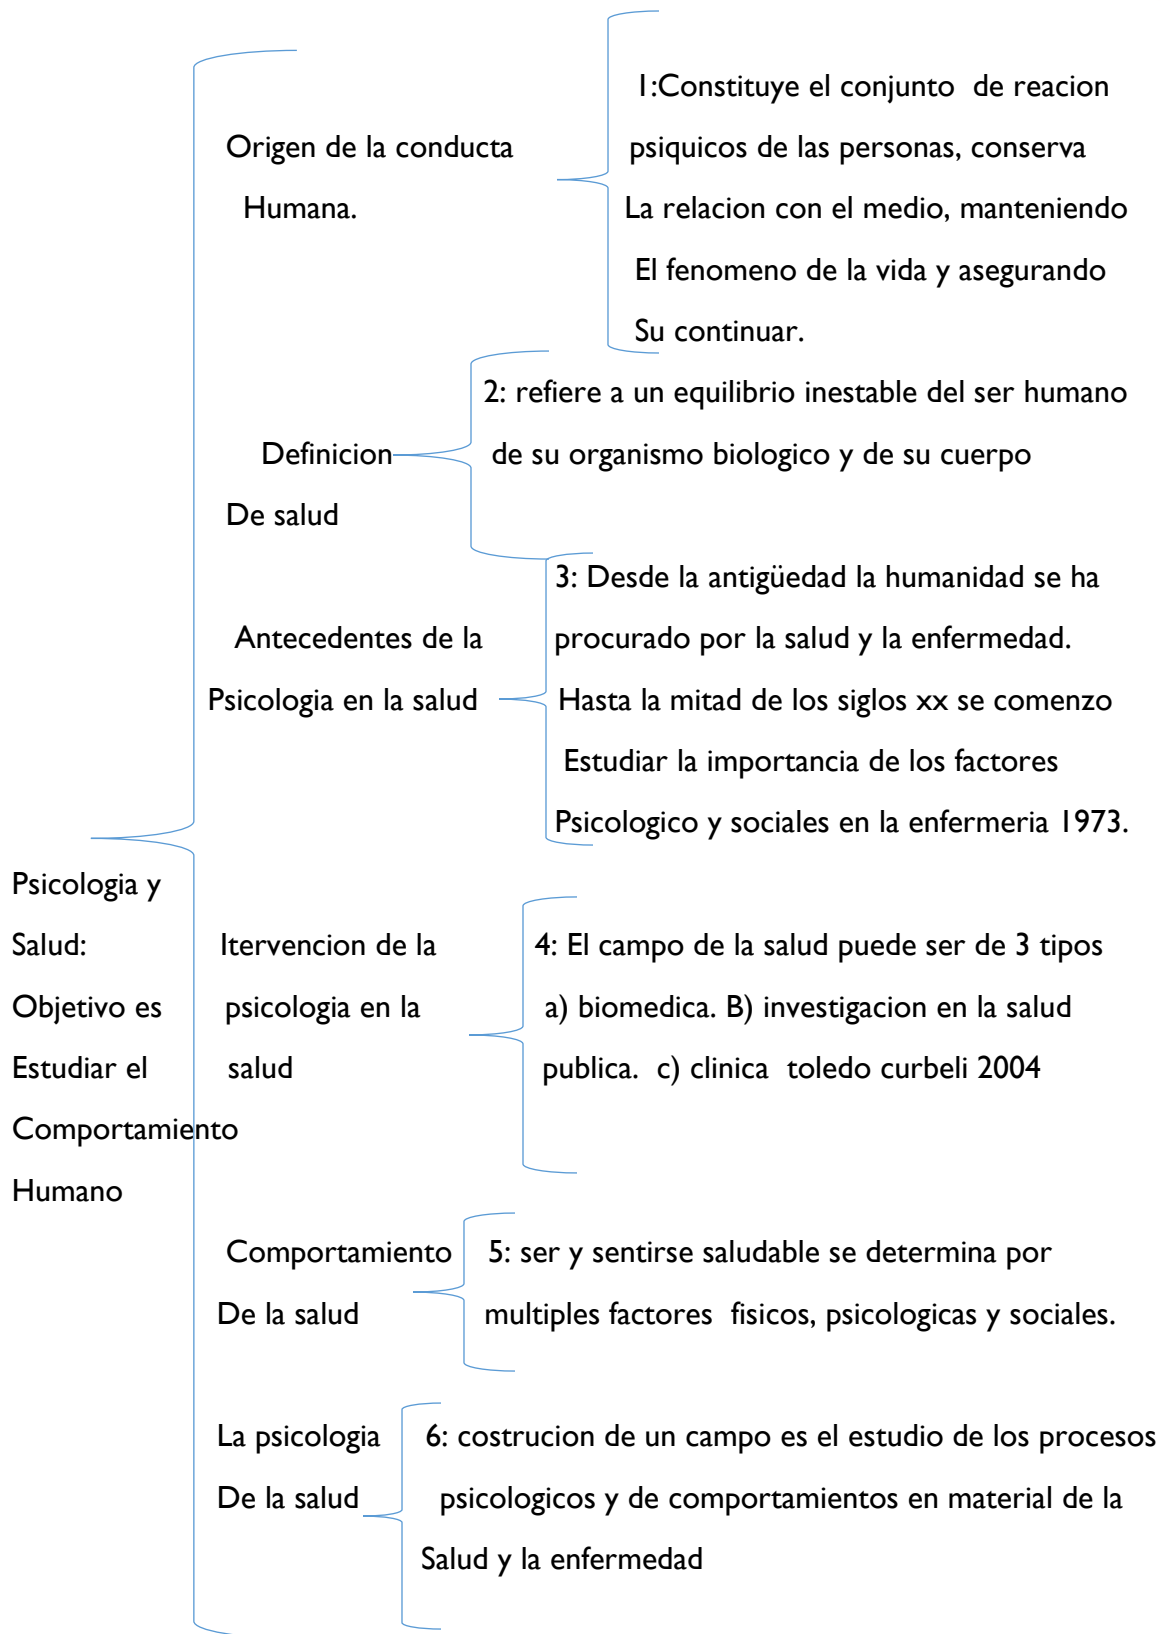 Psicologia y
Salud:
Objetivo es
Estudiar el
Comportamiento
Humano
Origen de la conducta
Humana.
1:Constituye el conjunto de reacion
psiquicos de las personas, conserva
La relacion con el medio, manteniendo
El fenomeno de la vida y asegurando
Su continuar.
Definicion
De salud
2: refiere a un equilibrio inestable del ser humano
de su organismo biologico y de su cuerpo
Antecedentes de la
Psicologia en la salud
3: Desde la antigüedad la humanidad se ha
procurado por la salud y la enfermedad.
Hasta la mitad de los siglos xx se comenzo
Estudiar la importancia de los factores
Psicologico y sociales en la enfermeria 1973.
Itervencion de la
psicologia en la
salud
4: El campo de la salud puede ser de 3 tipos
a) biomedica. B) investigacion en la salud
publica. c) clinica toledo curbeli 2004
Comportamiento
De la salud
5: ser y sentirse saludable se determina por
multiples factores fisicos, psicologicas y sociales.
La psicologia
De la salud
6: costrucion de un campo es el estudio de los procesos
psicologicos y de comportamientos en material de la
Salud y la enfermedad